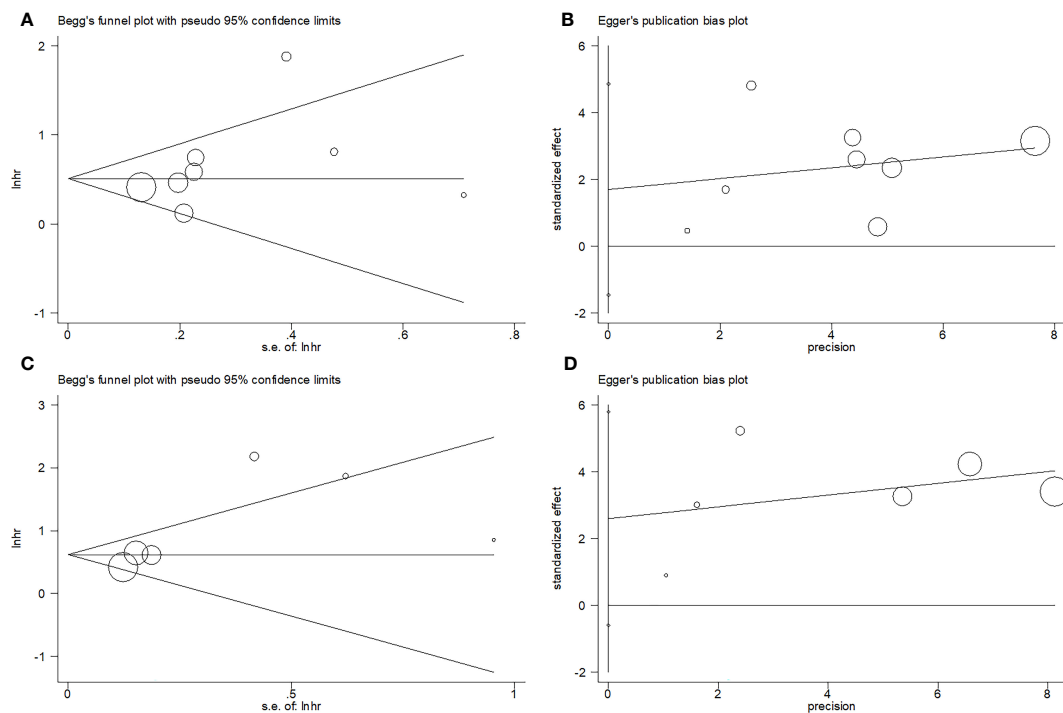 A
Begg's funnel plot with pseudo 95% confidence limits
lnhr
2
1
0
-1
0
.2
.4
.6
.8
s.e. of: lnhr
B
Egger's publication bias plot
standardized effect
6
4
2
0
-2
0
2
4
6
8
precision
C
Begg's funnel plot with pseudo 95% confidence limits
lnhr
3
2
1
0
-1
0
.5
1
s.e. of: lnhr
D
Egger's publication bias plot
standardized effect
6
4
2
0
-2
0
2
4
6
8
precision